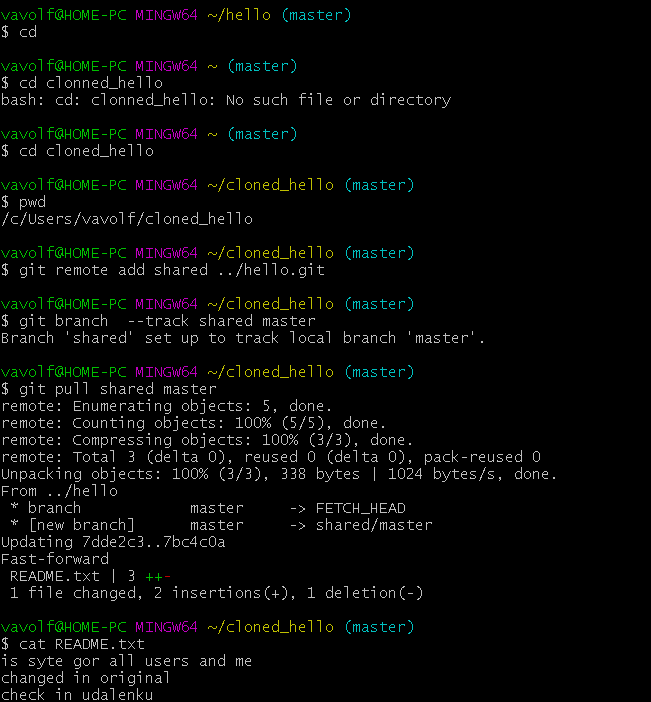 vavolf@HOME-PC MINGW64 ~/hello (master)
$ cd
vavolf@HOME-PC MINGW64 ~ (master)
$ cd clonned_hello
bash: cd: clonned_hello: No such file or directory
vavolf@HOME-PC MINGW64 ~ (master)
$ cd cloned_hello
vavolf@HOME-PC MINGW64 ~/cloned_hello (master)
$ pwd
/c/Users/vavolf/cloned_hello
vavolf@HOME-PC MINGW64 ~/cloned_hello (master)
$ git remote add shared ../hello.git
vavolf@HOME-PC MINGW64 ~/cloned_hello (master)
$ git branch  --track shared master
Branch 'shared' set up to track local branch 'master'.
vavolf@HOME-PC MINGW64 ~/cloned_hello (master)
$ git pull shared master
remote: Enumerating objects: 5, done.
remote: Counting objects: 100% (5/5), done.
remote: Compressing objects: 100% (3/3), done.
remote: Total 3 (delta 0), reused 0 (delta 0), pack-reused 0
Unpacking objects: 100% (3/3), 338 bytes | 1024 bytes/s, done.
From ../hello
 * branch            master     -> FETCH_HEAD
 * [new branch]      master     -> shared/master
Updating 7dde2c3..7bc4c0a
Fast-forward
 README.txt | 3 ++-
 1 file changed, 2 insertions(+), 1 deletion(-)
vavolf@HOME-PC MINGW64 ~/cloned_hello (master)
$ cat README.txt
is syte gor all users and me
changed in original
check in udalenku